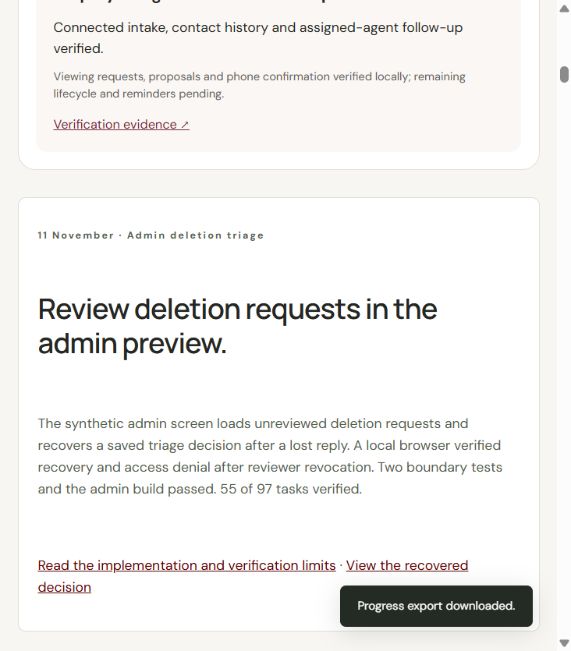 Connected intake, contact history and assigned-agent follow-up
verified.
Viewing requests, proposals and phone confirmation verified locally; remaining
lifecycle and reminders pending.
Verification evidence ↗
11 November · Admin deletion triage
Review deletion requests in the
admin preview.
The synthetic admin screen loads unreviewed deletion requests and
recovers a saved triage decision after a lost reply. A local browser verified
recovery and access denial after reviewer revocation. Two boundary tests
and the admin build passed. 55 of 97 tasks verified.
Read the implementation and verification limits · View the recovered
decision
Progress export downloaded.